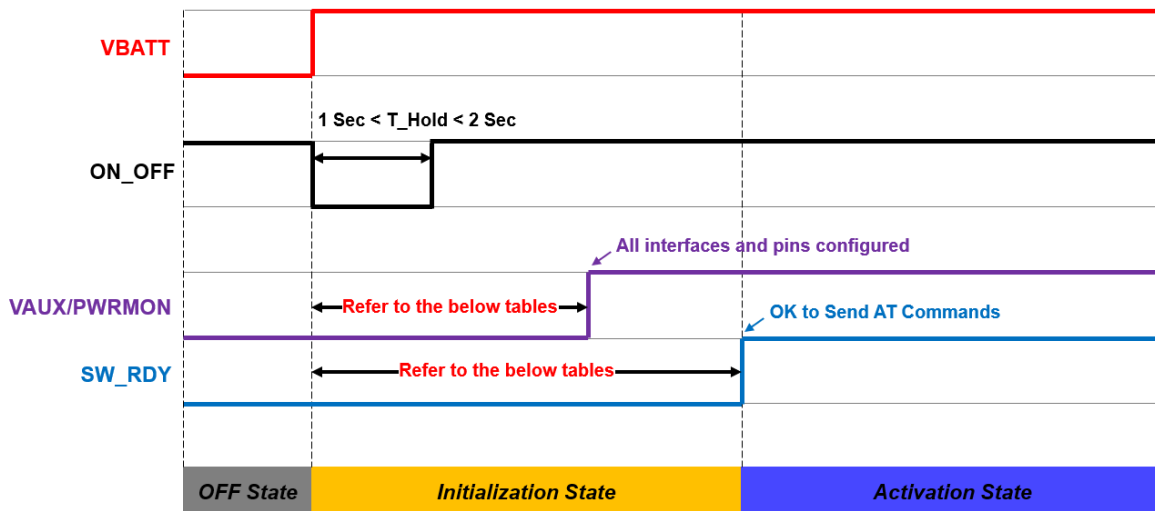 VBATT
1 Sec < T_Hold < 2 Sec
ON_OFF
All interfaces and pins configured
VAUX/PWRMON
Refer to the below tables
OK to Send AT Commands
SW_RDY
Refer to the below tables
OFF State
Initialization State
Activation State